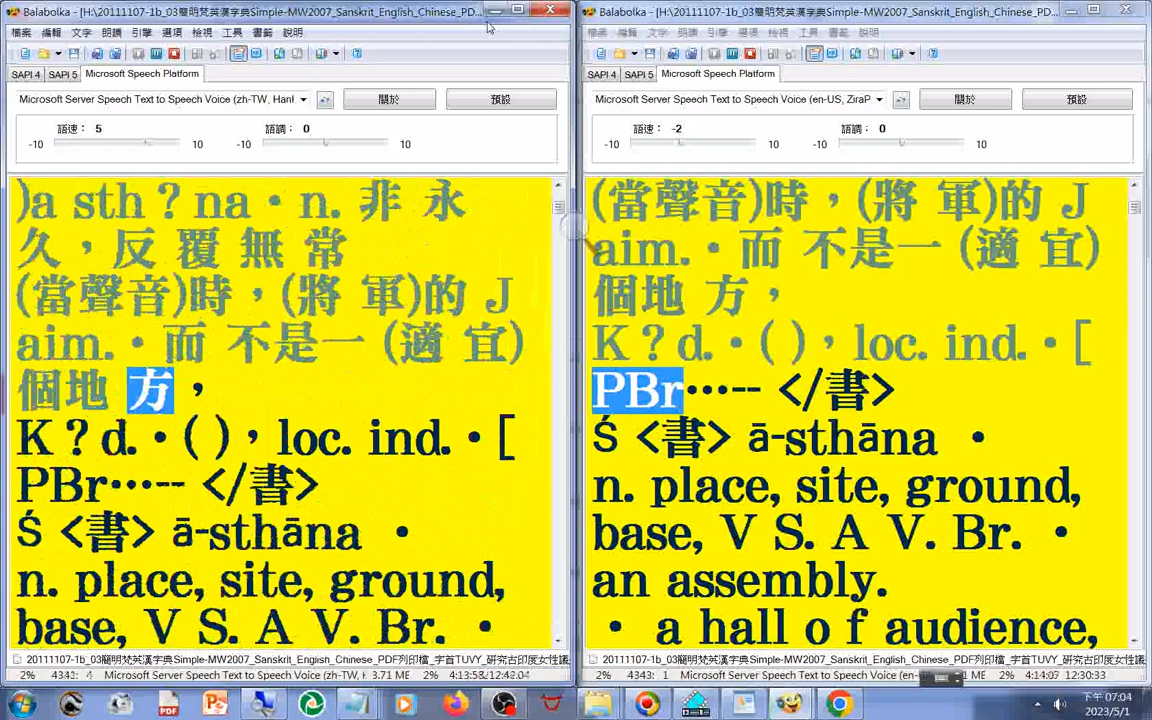 Balabolka - [H:\20111107-1b_03簡明梵英漢字典Simple-MW2007_Sanskrit_English_Chinese_PD...
檔案 編輯 文字 朗讀 引擎 選項 檢視 工具 書籤 說明
SAPI 4 SAPI 5 Microsoft Speech Platform
Microsoft Server Speech Text to Speech Voice (zh-TW, Hanl 關於 預設
語速： 5 語調： 0
-10 10 -10 10
)a sth？na・n. 非 永
久，反 覆 無 常
(當聲音)時，(將 軍)的 J
aim.・而 不是一 (適 宜)
個地 方，
K？d.・( )，loc. ind.・[
PBr…-- </書>
Ś <書> ā-sthāna ・
n. place, site, ground,
base, V S. A V. Br. ・
20111107-1b_03簡明梵英漢字典Simple-MW2007_Sanskrit_English_Chinese_PDF列印檔_字首TUVY_研究古印度女性議
2% 4342: 4 Microsoft Server Speech Text to Speech Voice (zh-TW, H 3.71 MB 2% 4:13:58/12:42:04
Balabolka - [H:\20111107-1b_03簡明梵英漢字典Simple-MW2007_Sanskrit_English_Chinese_PD...
檔案 編輯 文字 朗讀 引擎 選項 檢視 工具 書籤 說明
SAPI 4 SAPI 5 Microsoft Speech Platform
Microsoft Server Speech Text to Speech Voice (en-US, ZiraP 關於 預設
語速： -2 語調： 0
-10 10 -10 10
(當聲音)時，(將 軍)的 J
aim.・而 不是一 (適 宜)
個地 方，
K？d.・( )，loc. ind.・[
PBr…-- </書>
Ś <書> ā-sthāna ・
n. place, site, ground,
base, V S. A V. Br. ・
an assembly.
・ a hall o f audience,
20111107-1b_03簡明梵英漢字典Simple-MW2007_Sanskrit_English_Chinese_PDF列印檔_字首TUVY_研究古印度女性議
2% 4343: 1 Microsoft Server Speech Text to Speech 2% 4:14:07/12:30:33
下午 07:04
2023/5/1